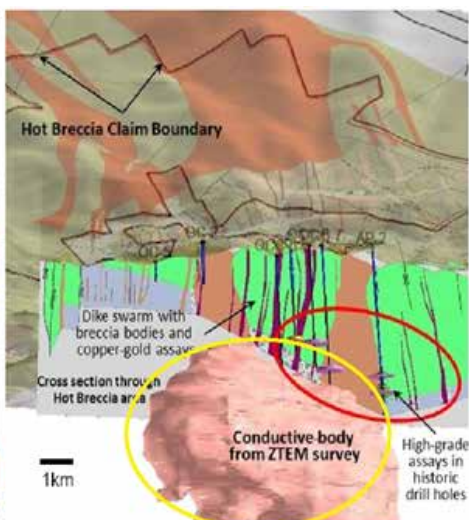 Hot Breccia Claim Boundary
Dike swarm with
breccia bodies and
copper-gold assays
Cross section through
Hot Breccia area
Conductive body
from ZTEM survey
High-grade
assays in
historic
drill holes
1km